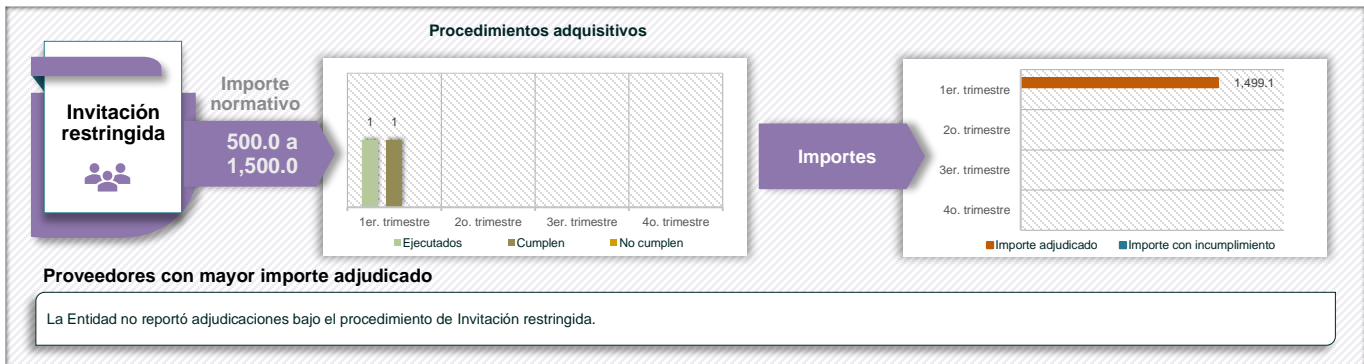 Procedimientos adquisitivos
Invitación
restringida
Importe
normativo
500.0 a
1,500.0
1 1
1er. trimestre 2o. trimestre 3er. trimestre 4o. trimestre
Ejecutados Cumplen No cumplen
Importes
1er. trimestre 1,499.1
2o. trimestre
3er. trimestre
4o. trimestre
Importe adjudicado Importe con incumplimiento
Proveedores con mayor importe adjudicado
La Entidad no reportó adjudicaciones bajo el procedimiento de Invitación restringida.